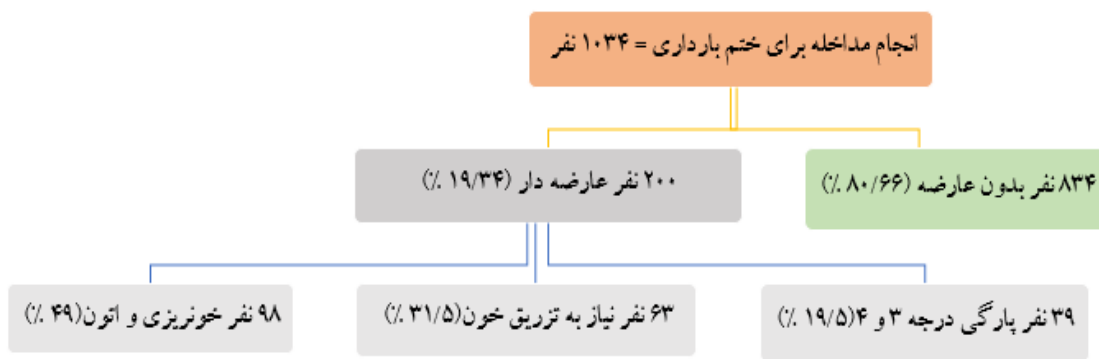 انجام مداخله برای ختم بارداری = ۱۰۳۴ نفر
۸۳۴ نفر بدون عارضه (۸۰/۶۶ ٪)
۲۰۰ نفر عارضه دار (۱۹/۳۴ ٪)
۳۹ نفر پارگی درجه ۳ و ۴(۱۹/۵ ٪)
۶۳ نفر نیاز به تزریق خون(۳۱/۵ ٪)
۹۸ نفر خونریزی و اتون(۴۹ ٪)